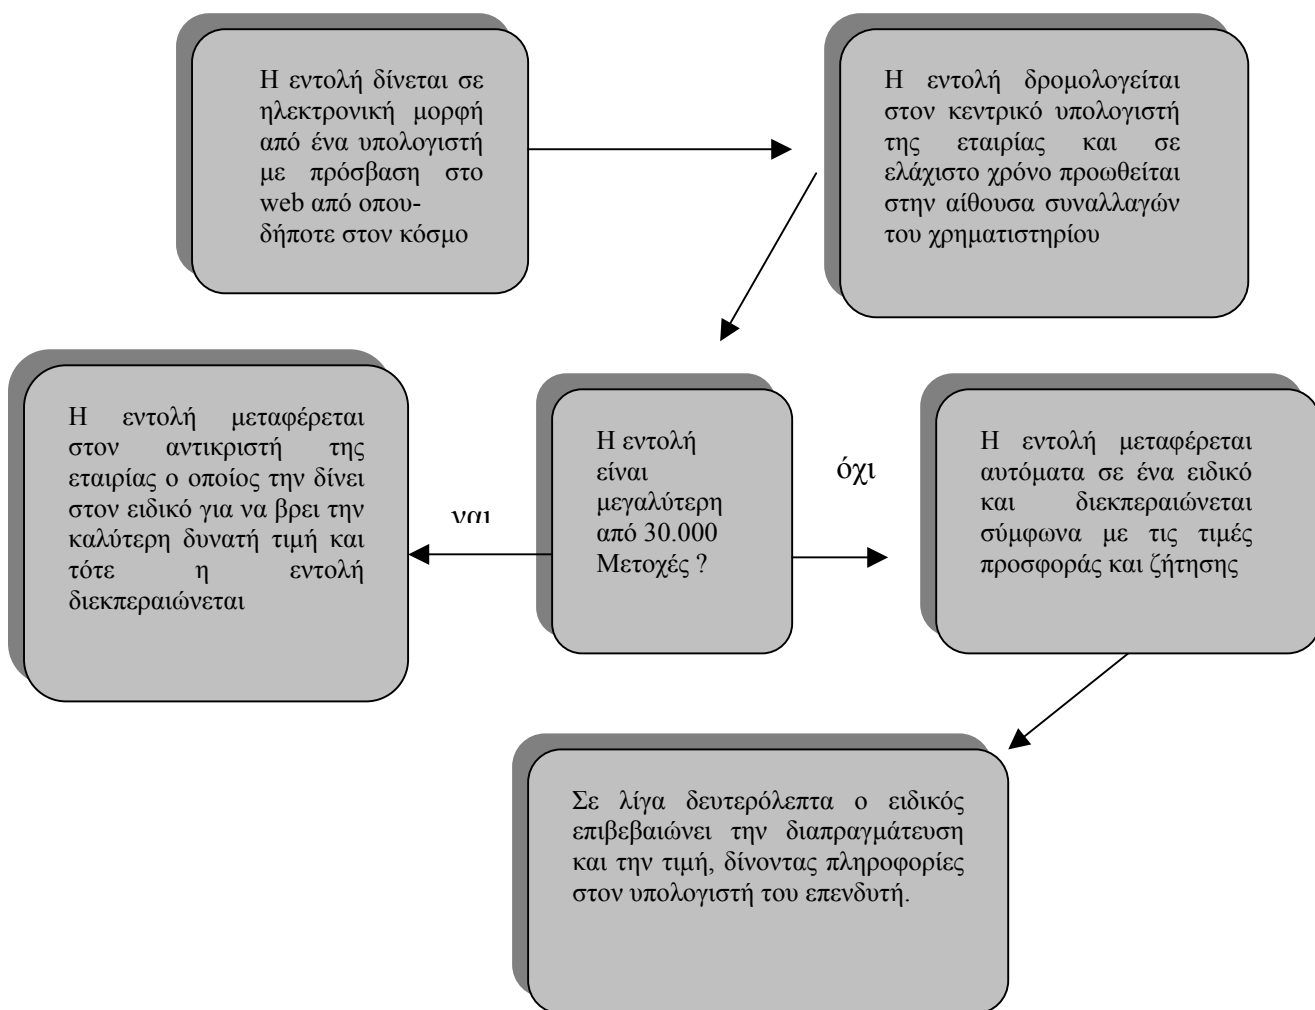 Η εντολή δίνεται σε
ηλεκτρονική μορφή
από ένα υπολογιστή
με πρόσβαση στο
web από οπου-
δήποτε στον κόσμο
Η εντολή δρομολογείται
στον κεντρικό υπολογιστή
της εταιρίας και σε
ελάχιστο χρόνο προωθείται
στην αίθουσα συναλλαγών
του χρηματιστηρίου
Η εντολή μεταφέρεται
στον αντικριστή της
εταιρίας ο οποίος την δίνει
στον ειδικό για να βρει την
καλύτερη δυνατή τιμή και
τότε η εντολή
διεκπεραιώνεται
ναι
Η εντολή
είναι
μεγαλύτερη
από 30.000
Μετοχές ?
όχι
Η εντολή μεταφέρεται
αυτόματα σε ένα ειδικό
και διεκπεραιώνεται
σύμφωνα με τις τιμές
προσφοράς και ζήτησης
Σε λίγα δευτερόλεπτα ο ειδικός
επιβεβαιώνει την διαπραγμάτευση
και την τιμή, δίνοντας πληροφορίες
στον υπολογιστή του επενδυτή.